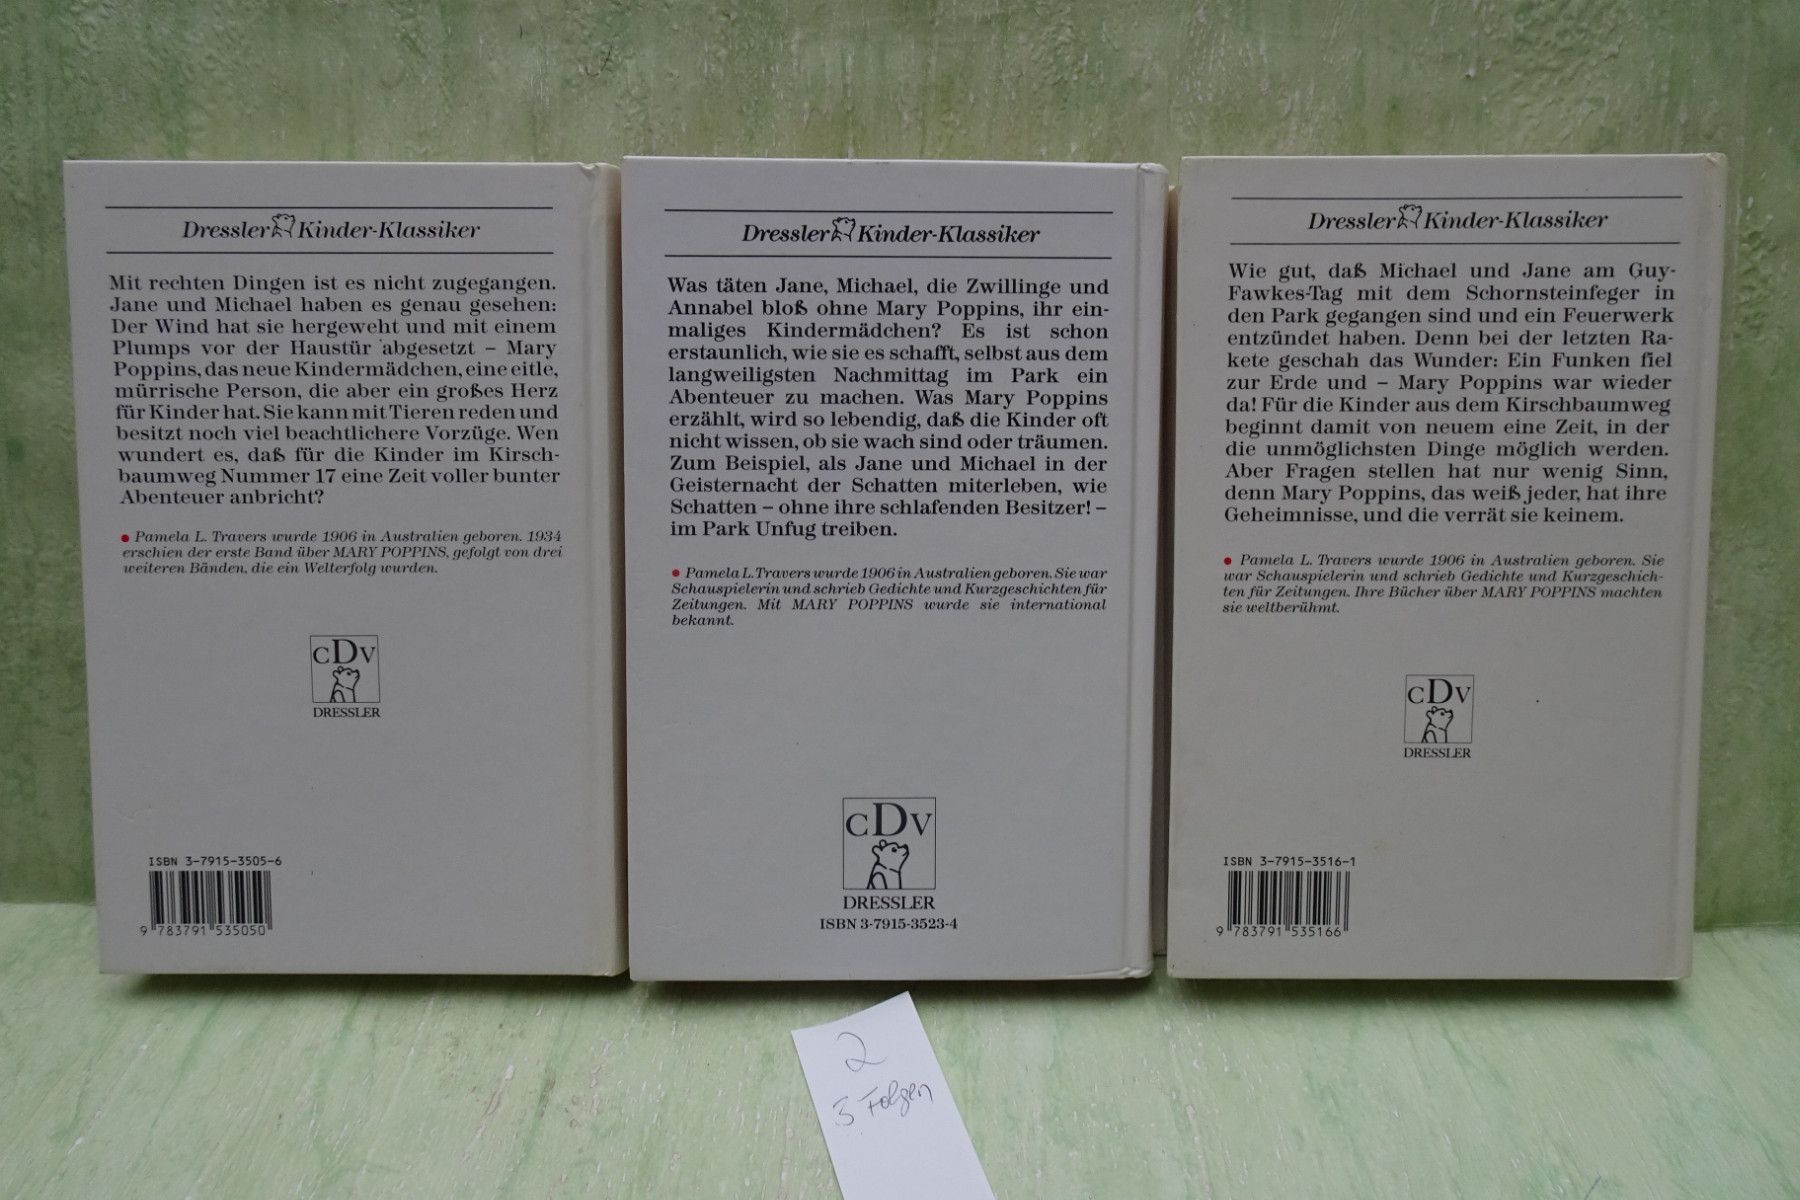 Dressler Kinder-Klassiker
Mit rechten Dingen ist es nicht zugegangen.
Jane und Michael haben es genau gesehen:
Der Wind hat sie hergeweht und mit einem
Plumps vor der Haustür abgesetzt – Mary
Poppins, das neue Kindermädchen, eine eitle,
mürrische Person, die aber ein großes Herz
für Kinder hat. Sie kann mit Tieren reden und
besitzt noch viel beachtlichere Vorzüge. Wen
wundert es, daß für die Kinder im Kirsch-
baumweg Nummer 17 eine Zeit voller bunter
Abenteuer anbricht?
• Pamela L. Travers wurde 1906 in Australien geboren. 1934
erschien der erste Band über MARY POPPINS, gefolgt von drei
weiteren Bänden, die ein Welterfolg wurden.
CDV
DRESSLER
ISBN 3-7915-3505-6
9 783791 535050
Dressler Kinder-Klassiker
Was täten Jane, Michael, die Zwillinge und
Annabel bloß ohne Mary Poppins, ihr ein-
maliges Kindermädchen? Es ist schon
erstaunlich, wie sie es schafft, selbst aus dem
langweiligsten Nachmittag im Park ein
Abenteuer zu machen. Was Mary Poppins
erzählt, wird so lebendig, daß die Kinder oft
nicht wissen, ob sie wach sind oder träumen.
Zum Beispiel, als Jane und Michael in der
Geisternacht der Schatten miterleben, wie
Schatten – ohne ihre schlafenden Besitzer! –
im Park Unfug treiben.
• Pamela L. Travers wurde 1906 in Australien geboren. Sie war
Schauspielerin und schrieb Gedichte und Kurzgeschichten für
Zeitungen. Mit MARY POPPINS wurde sie international
bekannt.
CDV
DRESSLER
ISBN 3-7915-3523-4
Dressler Kinder-Klassiker
Wie gut, daß Michael und Jane am Guy-
Fawkes-Tag mit dem Schornsteinfeger in
den Park gegangen sind und ein Feuerwerk
entzündet haben. Denn bei der letzten Ra-
kete geschah das Wunder: Ein Funken fiel
zur Erde und – Mary Poppins war wieder
da! Für die Kinder aus dem Kirschbaumweg
beginnt damit von neuem eine Zeit, in der
die unmöglichsten Dinge möglich werden.
Aber Fragen stellen hat nur wenig Sinn,
denn Mary Poppins, das weiß jeder, hat ihre
Geheimnisse, und die verrät sie keinem.
• Pamela L. Travers wurde 1906 in Australien geboren. Sie
war Schauspielerin und schrieb Gedichte und Kurzgeschich-
ten für Zeitungen. Ihre Bücher über MARY POPPINS machten
sie weltberühmt.
CDV
DRESSLER
ISBN 3-7915-3516-1
9 783791 535166
2
3 Folgen